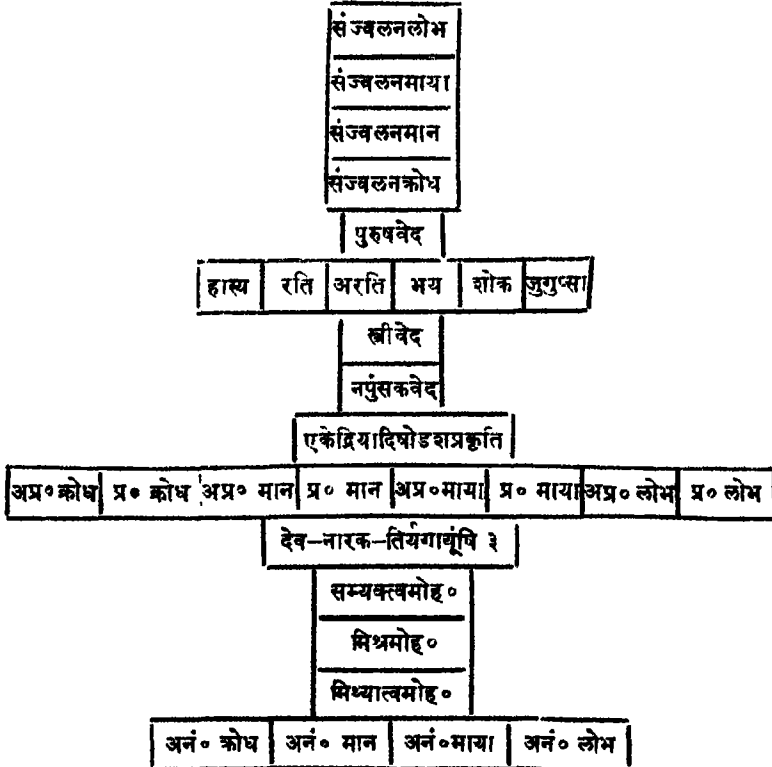 संज्वलनलोभ
संज्वलनमाया
संज्वलनमान
संज्वलनक्रोध
पुरुषवेद
हास्य रति अरति भय शोक जुगुप्सा
स्त्रीवेद
नपुंसकवेद
एकेद्रियादिषोडशप्रकृति
अप्र० क्रोध प्र० क्रोध अप्र० मान प्र० मान अप्र०माया प्र० माया अप्र० लोभ प्र० लोभ
देव-नारक-तिर्यगायूंषि ३
सम्यक्त्वमोह०
मिश्रमोह०
मिथ्यात्वमोह०
अनं० क्रोध अनं० मान अनं०माया अनं० लोभ